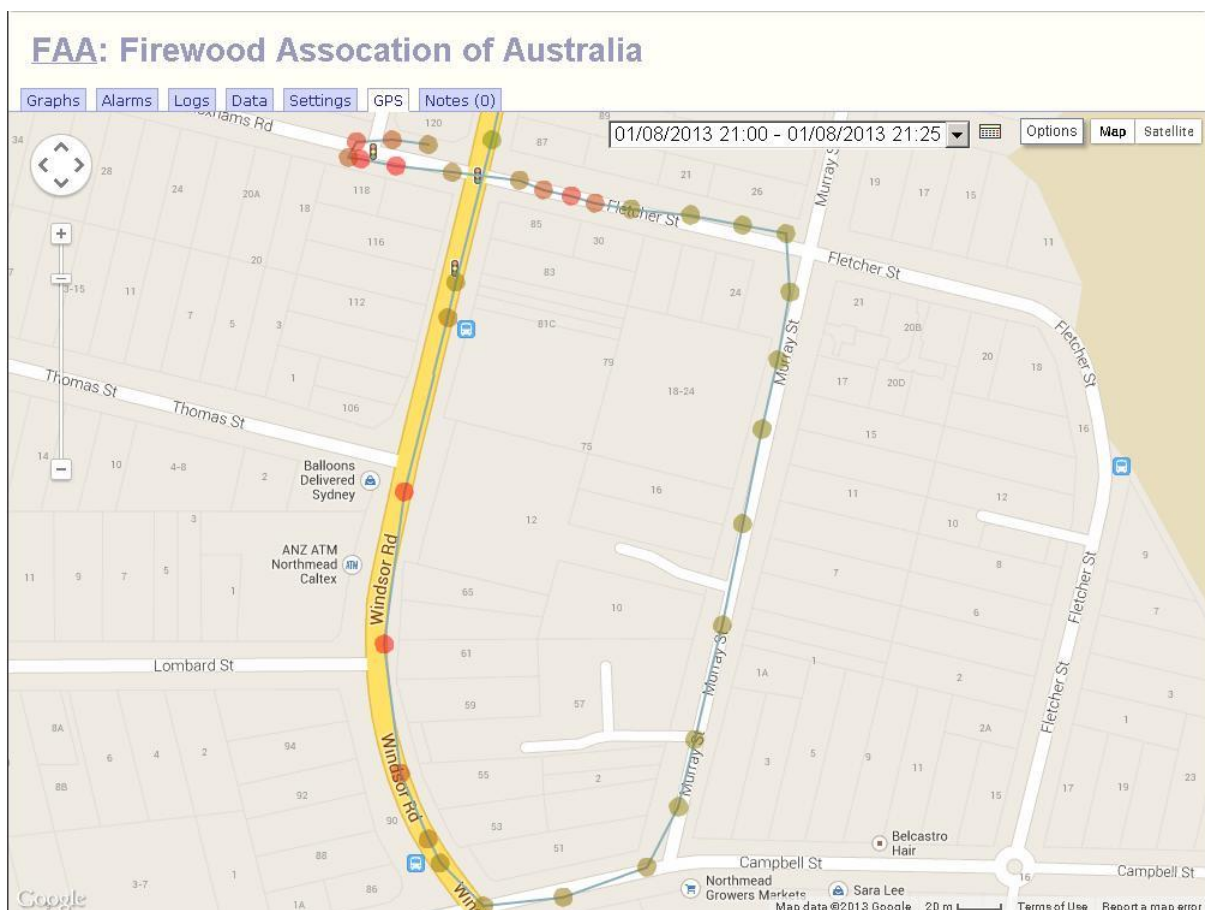 FAA: Firewood Assocation of Australia
Graphs Alarms Logs Data Settings GPS Notes (0)
01/08/2013 21:00 - 01/08/2013 21:25
Options Map Satellite
120
87
89
34
28
24
20A
18
118
21
26
Murray St
19
17
15
11
116
85
30
Fletcher St
Fletcher St
20
83
24
3-15
11
112
81C
21
20B
7
5
3
79
Murray St
20
18
Fletcher St
Thomas St
1
18-24
17
20D
Thomas St
106
16
15
75
14
10
4-8
2
Balloons
Delivered
Sydney
16
11
12
3
12
10
ANZ ATM
Northmead
Caltex
Windsor Rd
11
9
7
5
1
65
10
7
8
9
Fletcher St
7
6
Lombard St
61
Murray St
1A
1
2
59
57
Fletcher St
3
8A
6
4
2
94
2A
1
Windsor Rd
Murray St
3
5
9
11
8B
92
55
2
15
17
19
23
90
53
51
88
Belcastro
Hair
Campbell St
Campbell St
3-7
1
86
1A
16
Northmead
Growers Markets
Sara Lee
Google
Map data ©2013 Google 20 m Terms of Use Report a map error